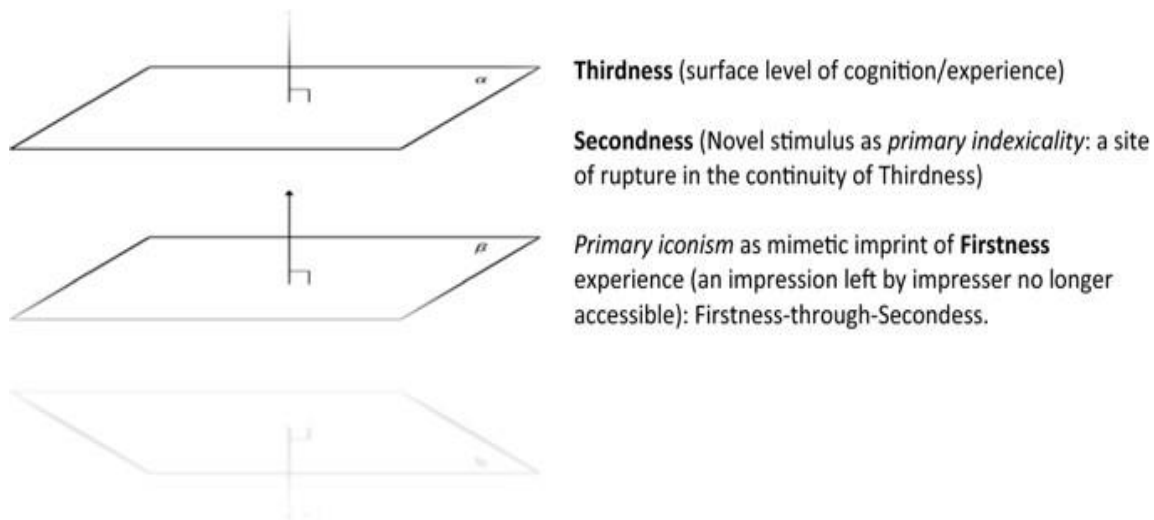 α
Thirdness (surface level of cognition/experience)
Secondness (Novel stimulus as primary indexicality: a site
of rupture in the continuity of Thirdness)
β
Primary iconism as mimetic imprint of Firstness
experience (an impression left by impresser no longer
accessible): Firstness-through-Secondess.